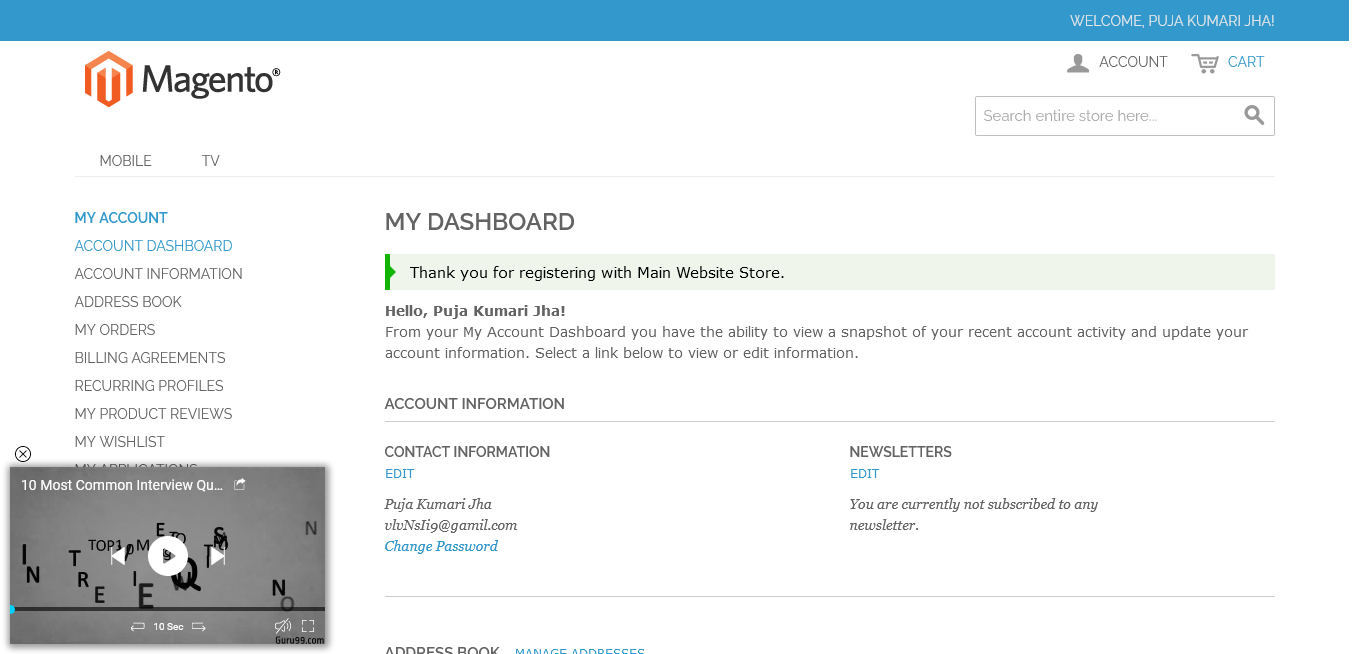 WELCOME, PUJA KUMARI JHA!
Magento®
ACCOUNT
CART
Search entire store here...
MOBILE
TV
MY ACCOUNT
ACCOUNT DASHBOARD
ACCOUNT INFORMATION
ADDRESS BOOK
MY ORDERS
BILLING AGREEMENTS
RECURRING PROFILES
MY PRODUCT REVIEWS
MY WISHLIST
MY APPLICATIONS
MY DASHBOARD
Thank you for registering with Main Website Store.
Hello, Puja Kumari Jha!
From your My Account Dashboard you have the ability to view a snapshot of your recent account activity and update your
account information. Select a link below to view or edit information.
ACCOUNT INFORMATION
CONTACT INFORMATION
EDIT
Puja Kumari Jha
vlvNsIi9@gamil.com
Change Password
NEWSLETTERS
EDIT
You are currently not subscribed to any
newsletter.
ADDRESS BOOK
MANAGE ADDRESSES
10 Most Common Interview Qu...
10 Sec
Guru99.com